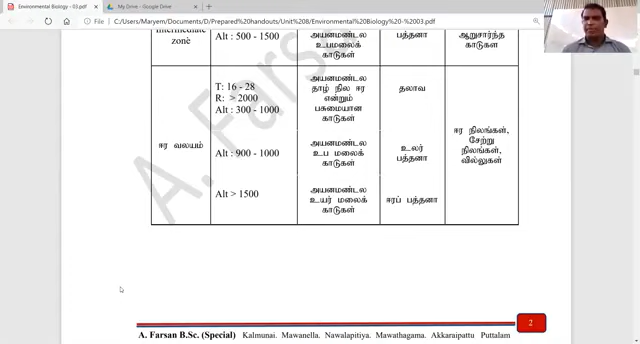 Environmental Biology - 03.pdf
My Drive - Google Drive
File
C:/Users/Maryem/Documents/D/Prepared%20handouts/Unit%208/Environmental%20Biology%20-%2003.pdf
Intermediate
zone
Alt : 500 - 1500
அயனமண்டல
உபமலைக்
காடுகள்
பத்தனா
ஆறுசார்ந்த
காடுகள
ஈர வலயம்
T: 16 - 28
R: > 2000
Alt : 300 - 1000
அயனமண்டல
தாழ் நில ஈர
என்றும்
பசுமையான
காடுகள்
தலாவ
Alt : 900 - 1000
அயனமண்டல
உப மலைக்
காடுகள்
உலர்
பத்தனா
Alt > 1500
அயனமண்டல
உயர் மலைக்
காடுகள்
ஈரப் பத்தனா
ஈர நிலங்கள்,
சேற்று
நிலங்கள்,
வில்லுகள்
A. Farsan
2
A. Farsan B.Sc. (Special) Kalmunai. Mawanella. Nawalapitiya. Mawathagama. Akkaraipattu Puttalam